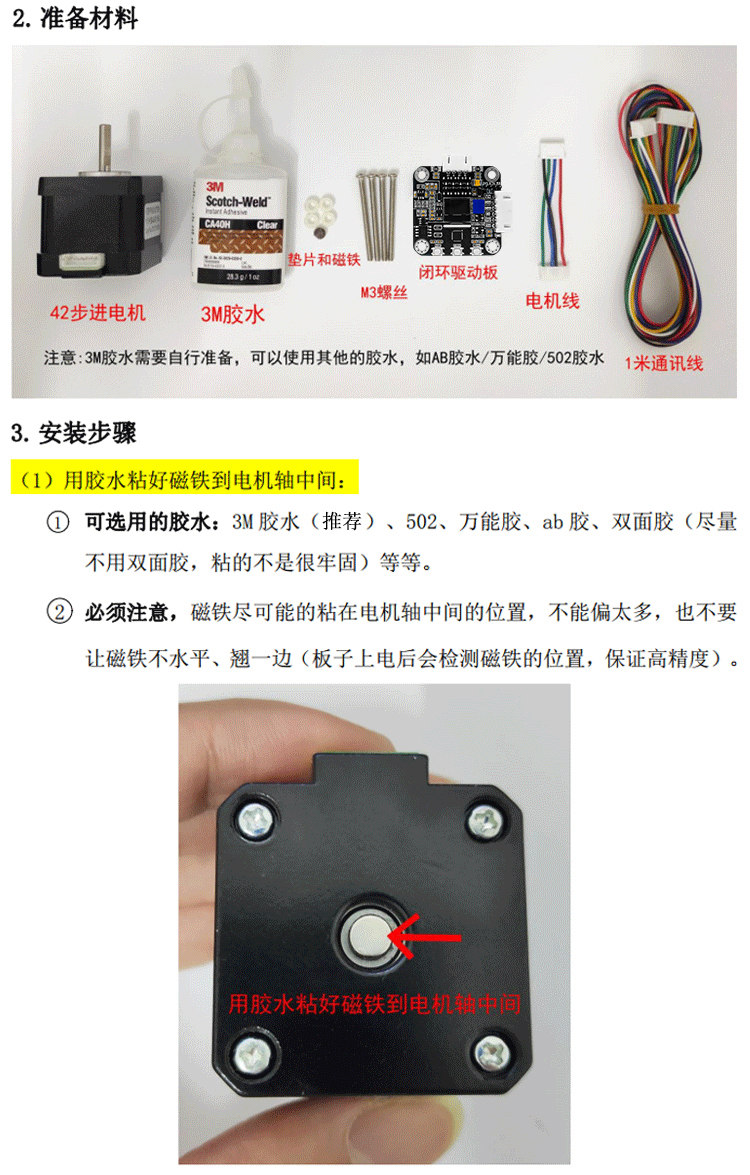 2. 准备材料
3M
Scotch-Weld™
Instant Adhesive
CA40H Clear
28.3 g/1 oz
42步进电机
3M胶水
垫片和磁铁
M3螺丝
闭环驱动板
电机线
1米通讯线
注意:3M胶水需要自行准备，可以使用其他的胶水，如AB胶水/万能胶/502胶水
3. 安装步骤
（1）用胶水粘好磁铁到电机轴中间：
① 可选用的胶水：3M 胶水（推荐）、502、万能胶、ab 胶、双面胶（尽量
不用双面胶，粘的不是很牢固）等等。
② 必须注意，磁铁尽可能的粘在电机轴中间的位置，不能偏太多，也不要
让磁铁不水平、翘一边（板子上电后会检测磁铁的位置，保证高精度）。
用胶水粘好磁铁到电机轴中间